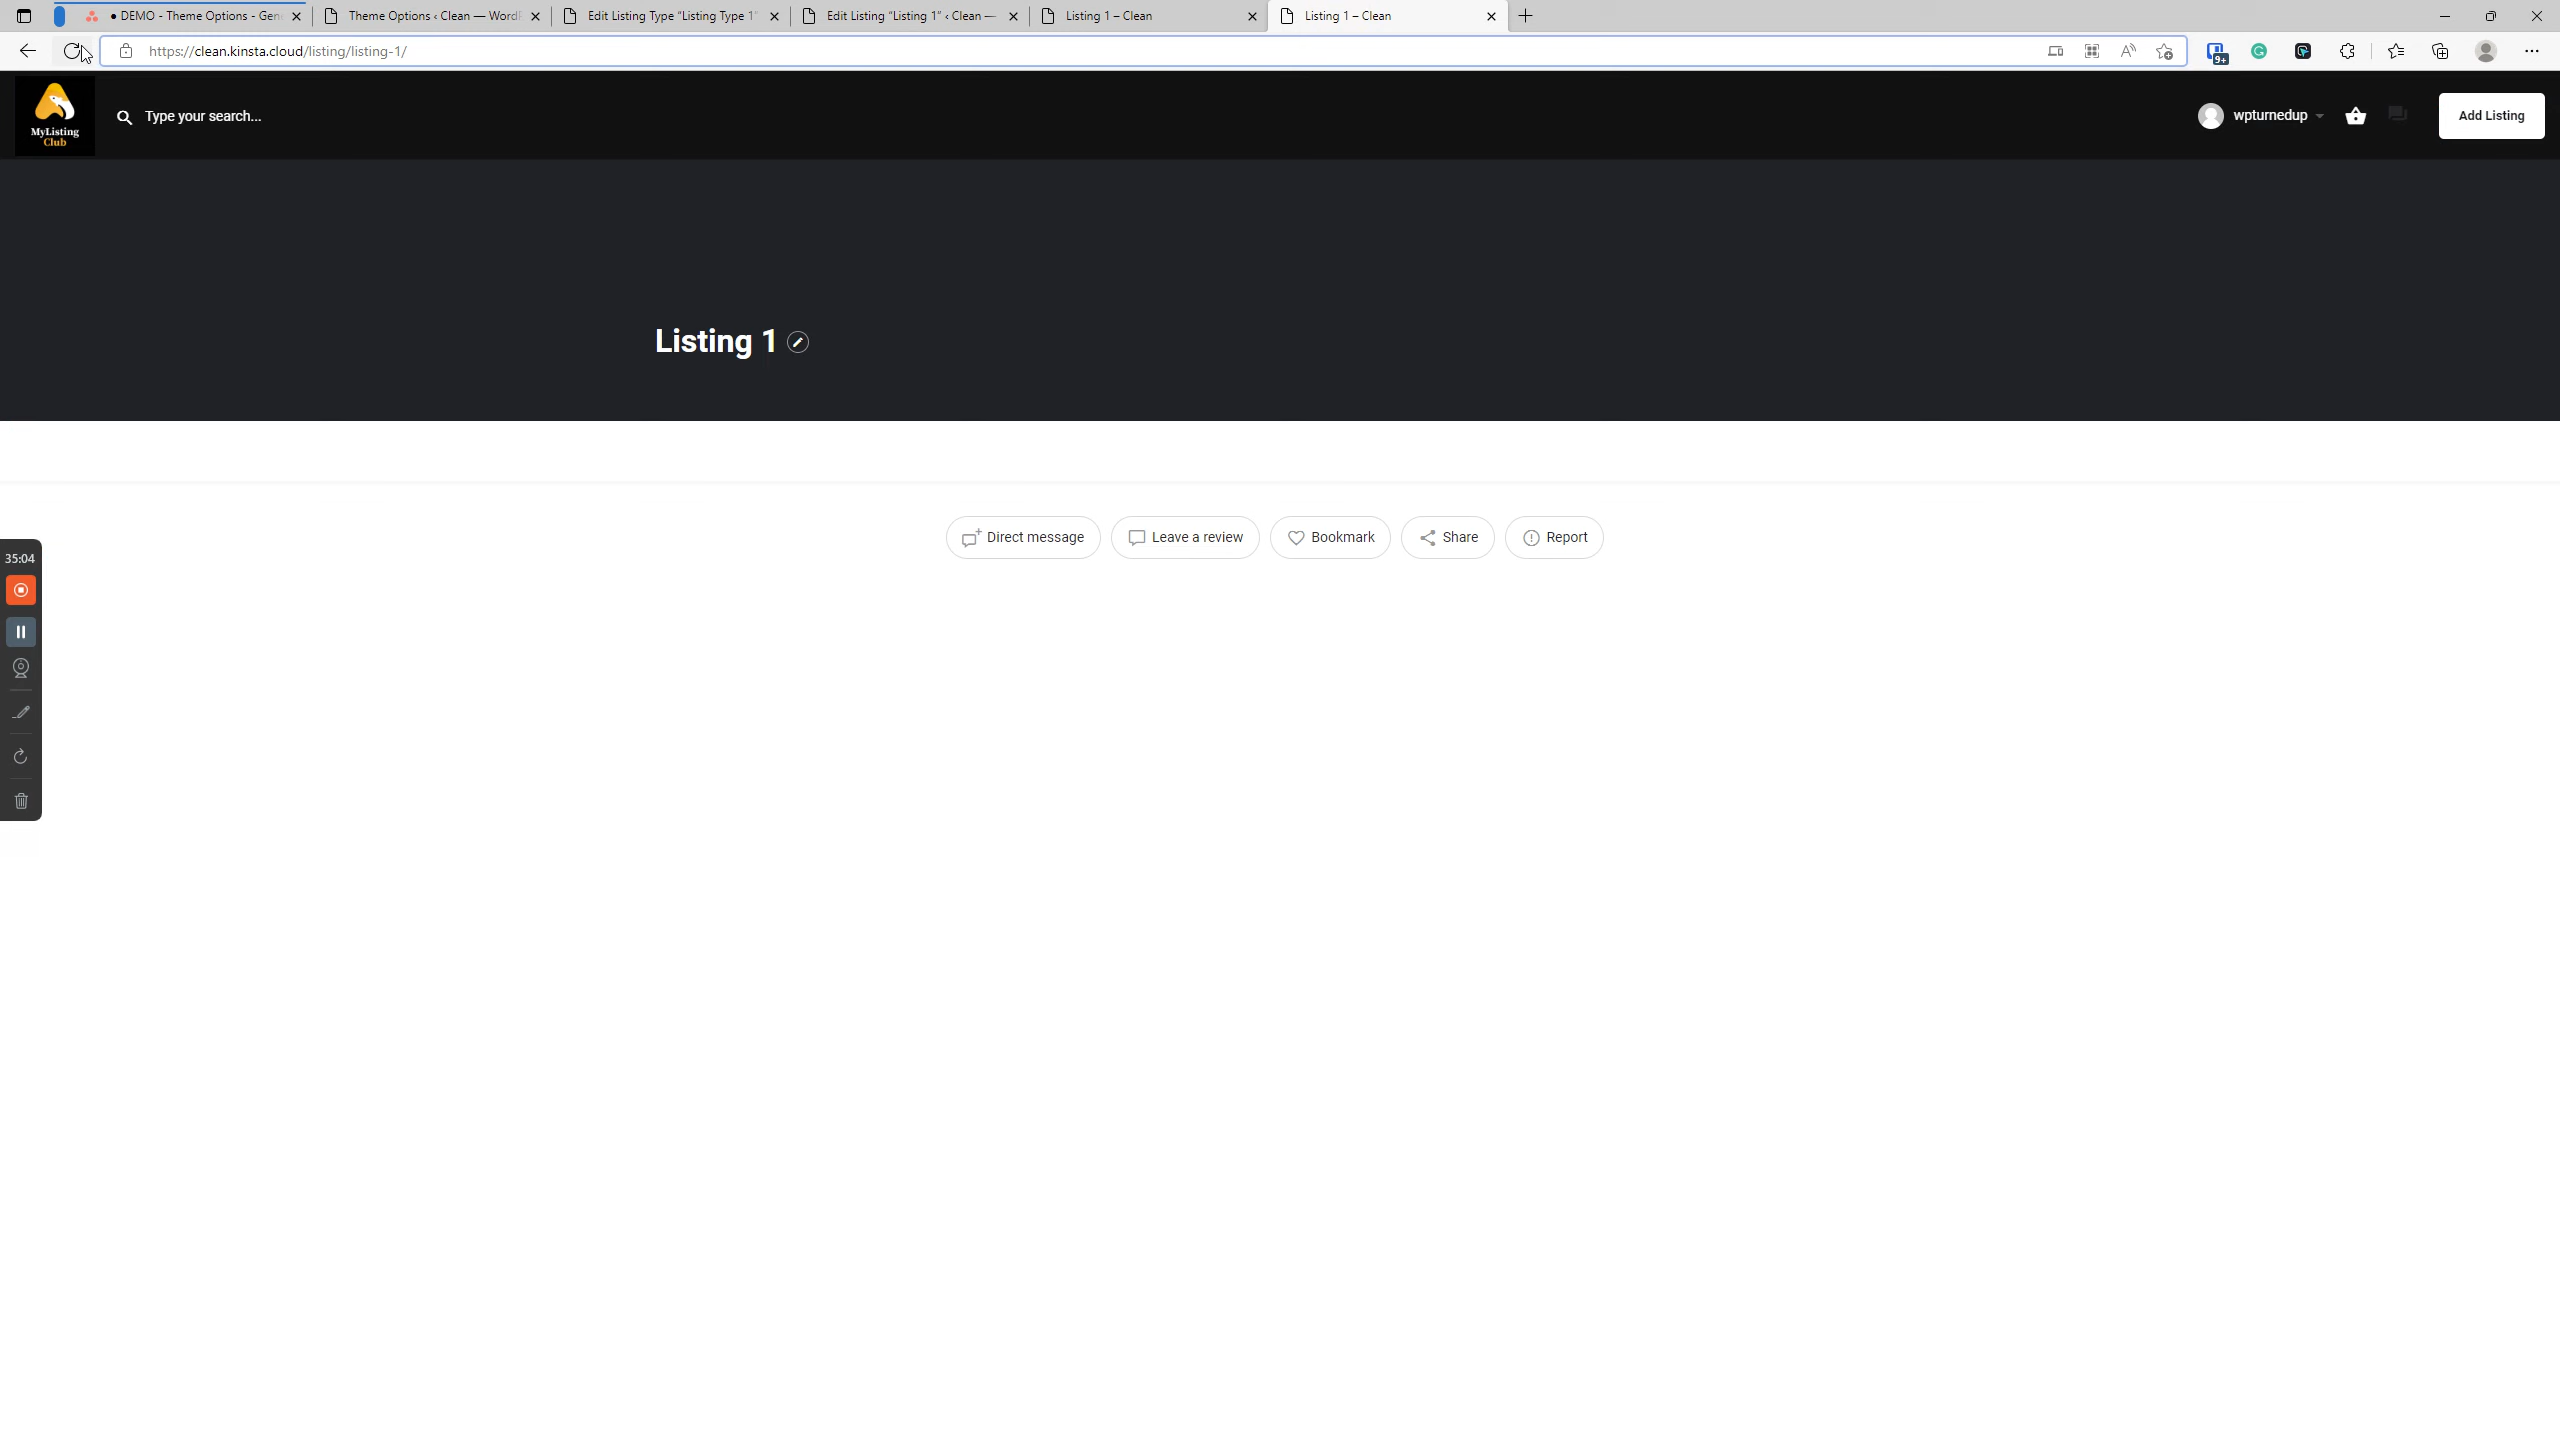 • DEMO - Theme Options - Gen
Theme Options ‹ Clean — Word
Edit Listing Type "Listing Type 1"
Edit Listing "Listing 1" ‹ Clean —
Listing 1 – Clean
Listing 1 – Clean
https://clean.kinsta.cloud/listing/listing-1/
9+
MyListing
Club
Type your search...
wpturnedup
Add Listing
Listing 1
Direct message
Leave a review
Bookmark
Share
Report
35:04